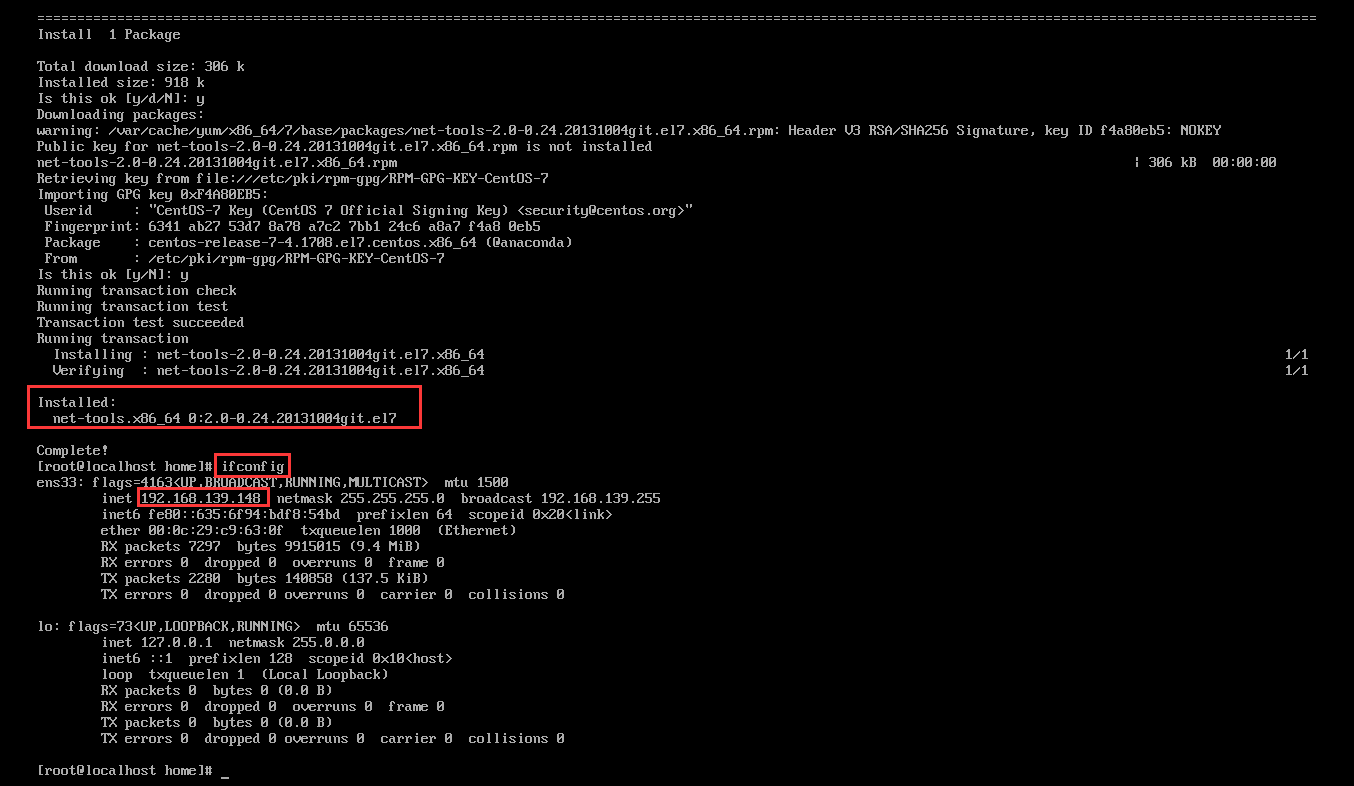 ================================================================================================================================================================
Install  1 Package
Total download size: 306 k
Installed size: 918 k
Is this ok [y/d/N]: y
Downloading packages:
warning: /var/cache/yum/x86_64/7/base/packages/net-tools-2.0-0.24.20131004git.el7.x86_64.rpm: Header V3 RSA/SHA256 Signature, key ID f4a80eb5: NOKEY
Public key for net-tools-2.0-0.24.20131004git.el7.x86_64.rpm is not installed
net-tools-2.0-0.24.20131004git.el7.x86_64.rpm | 306 kB  00:00:00
Retrieving key from file:///etc/pki/rpm-gpg/RPM-GPG-KEY-CentOS-7
Importing GPG key 0xF4A80EB5:
 Userid     : "CentOS-7 Key (CentOS 7 Official Signing Key) <security@centos.org>"
 Fingerprint: 6341 ab27 53d7 8a78 a7c2 7bb1 24c6 a8a7 f4a8 0eb5
 Package    : centos-release-7-4.1708.el7.centos.x86_64 (@anaconda)
 From       : /etc/pki/rpm-gpg/RPM-GPG-KEY-CentOS-7
Is this ok [y/N]: y
Running transaction check
Running transaction test
Transaction test succeeded
Running transaction
  Installing : net-tools-2.0-0.24.20131004git.el7.x86_64 1/1
  Verifying  : net-tools-2.0-0.24.20131004git.el7.x86_64 1/1
Installed:
  net-tools.x86_64 0:2.0-0.24.20131004git.el7
Complete!
[root@localhost home]# ifconfig
ens33: flags=4163<UP,BROADCAST,RUNNING,MULTICAST>  mtu 1500
        inet 192.168.139.148  netmask 255.255.255.0  broadcast 192.168.139.255
        inet6 fe80::635:6f94:bdf8:54bd  prefixlen 64  scopeid 0x20<link>
        ether 00:0c:29:c9:63:0f  txqueuelen 1000  (Ethernet)
        RX packets 7297  bytes 9915015 (9.4 MiB)
        RX errors 0  dropped 0  overruns 0  frame 0
        TX packets 2280  bytes 140858 (137.5 KiB)
        TX errors 0  dropped 0 overruns 0  carrier 0  collisions 0
lo: flags=73<UP,LOOPBACK,RUNNING>  mtu 65536
        inet 127.0.0.1  netmask 255.0.0.0
        inet6 ::1  prefixlen 128  scopeid 0x10<host>
        loop  txqueuelen 1  (Local Loopback)
        RX packets 0  bytes 0 (0.0 B)
        RX errors 0  dropped 0  overruns 0  frame 0
        TX packets 0  bytes 0 (0.0 B)
        TX errors 0  dropped 0 overruns 0  carrier 0  collisions 0
[root@localhost home]# _